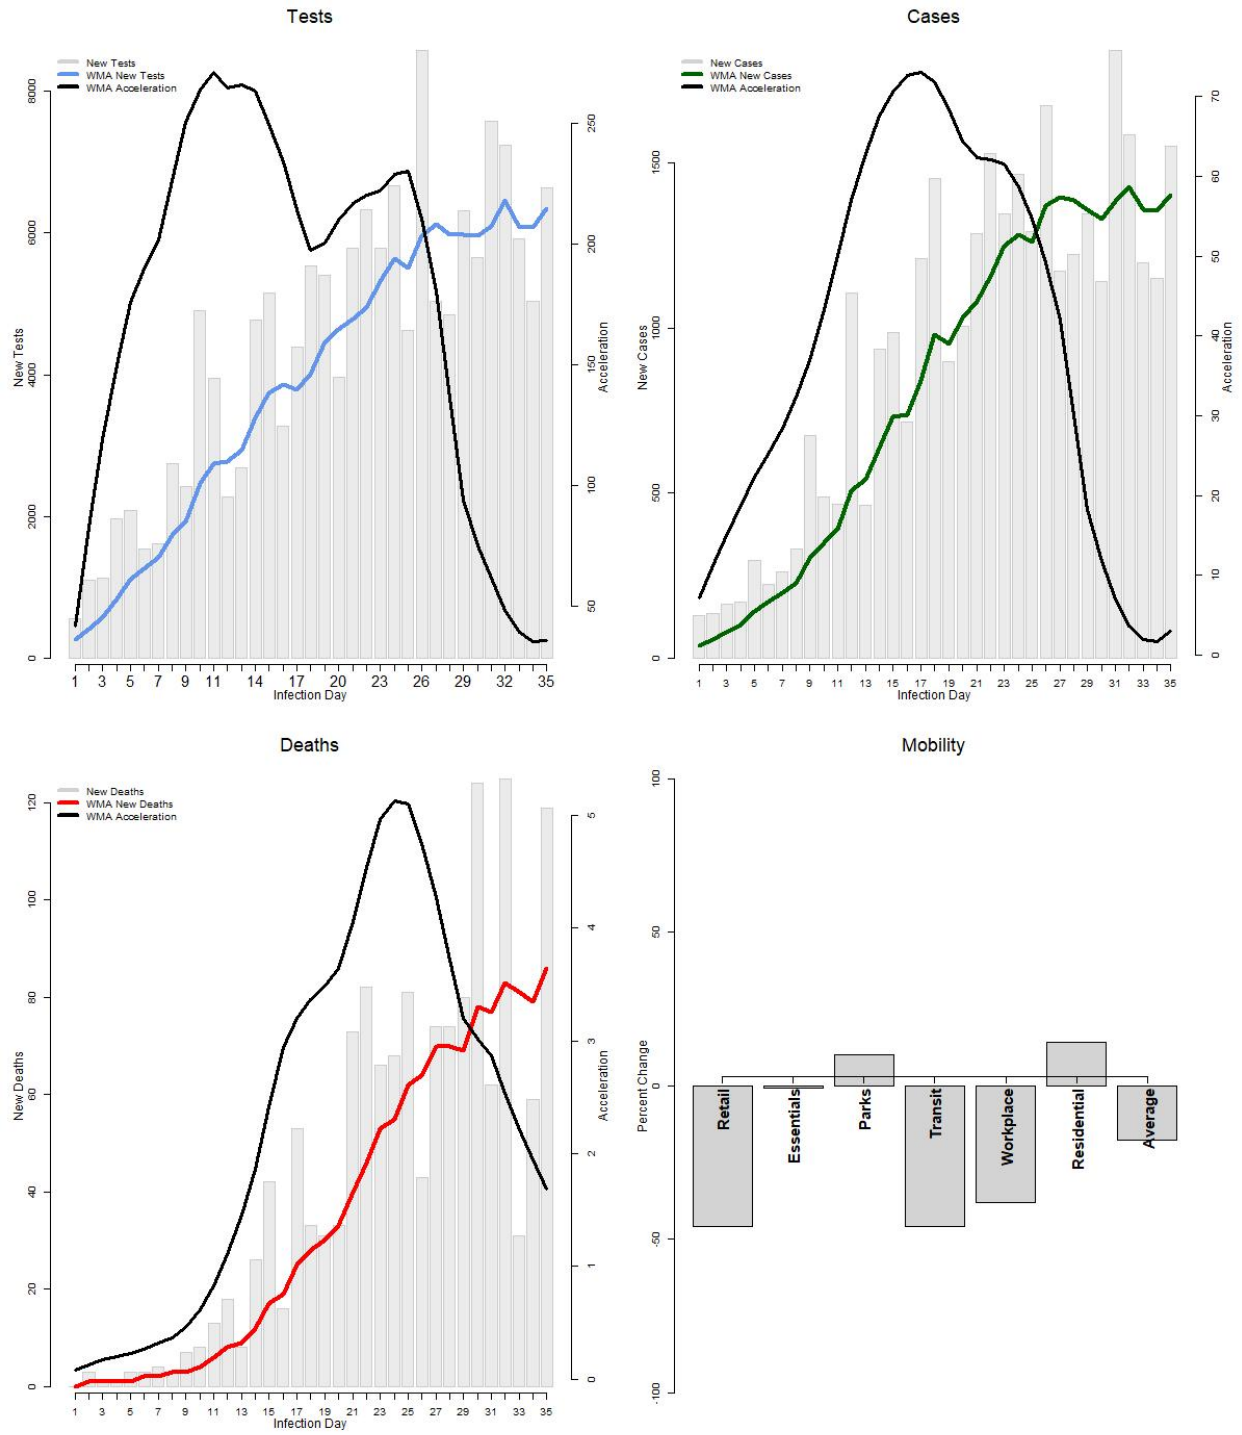 Tests
New Tests
WMA New Tests
WMA Acceleration
New Tests
0 2000 4000 6000 8000
Acceleration
50 100 150 200 250
1 3 5 7 9 11 14 17 20 23 26 29 32 35
Infection Day
Cases
New Cases
WMA New Cases
WMA Acceleration
New Cases
0 500 1000 1500
Acceleration
0 10 20 30 40 50 60 70
1 3 5 7 9 11 13 15 17 19 21 23 25 27 29 31 33 35
Infection Day
Deaths
New Deaths
WMA New Deaths
WMA Acceleration
New Deaths
0 20 40 60 80 100 120
Acceleration
0 1 2 3 4 5
1 3 5 7 9 11 13 15 17 19 21 23 25 27 29 31 33 35
Infection Day
Mobility
Percent Change
-100 -50 0 50 100
Retail
Essentials
Parks
Transit
Workplace
Residential
Average